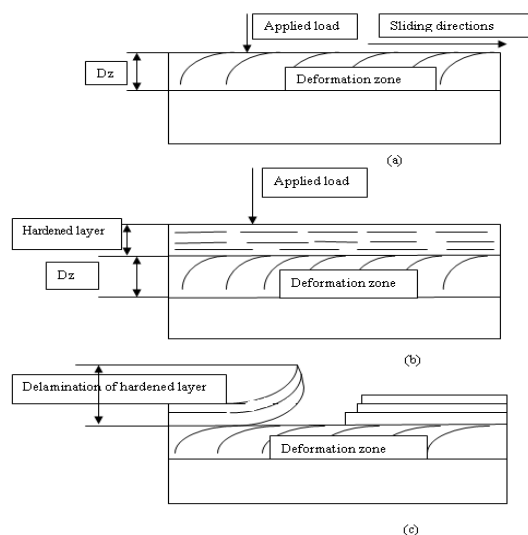 Applied load
Sliding directions
Dz
Deformation zone
(a)
Applied load
Hardened layer
Dz
Deformation zone
(b)
Delamination of hardened layer
Deformation zone
(c)